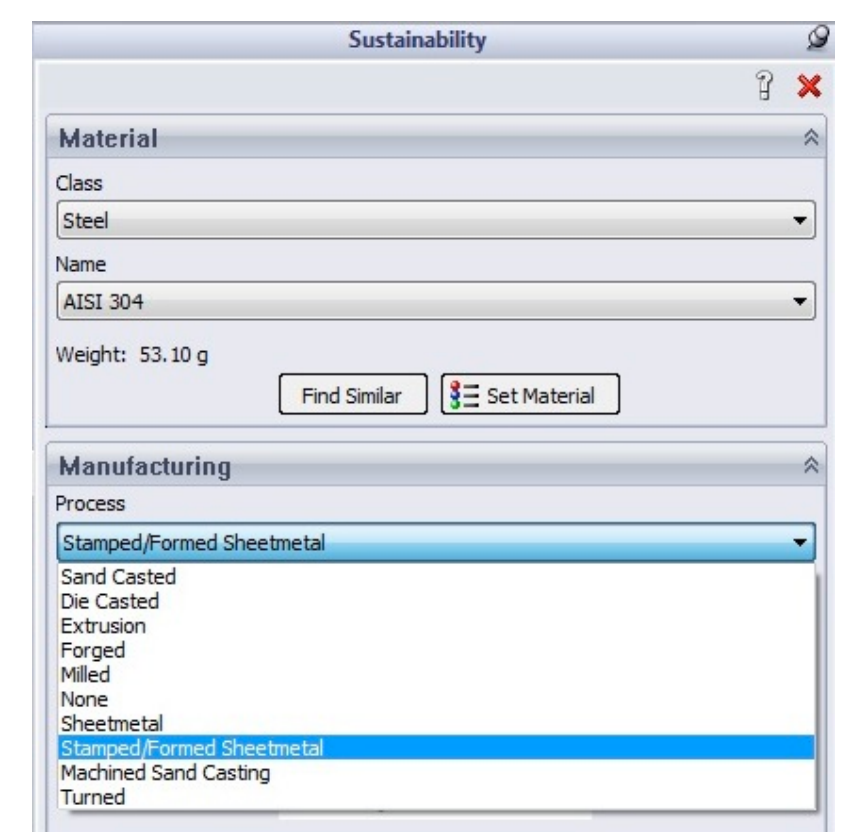 Sustainability
Material
Class
Steel
Name
AISI 304
Weight: 53.10 g
Find Similar Set Material
Manufacturing
Process
Stamped/Formed Sheetmetal
Sand Casted
Die Casted
Extrusion
Forged
Milled
None
Sheetmetal
Stamped/Formed Sheetmetal
Machined Sand Casting
Turned